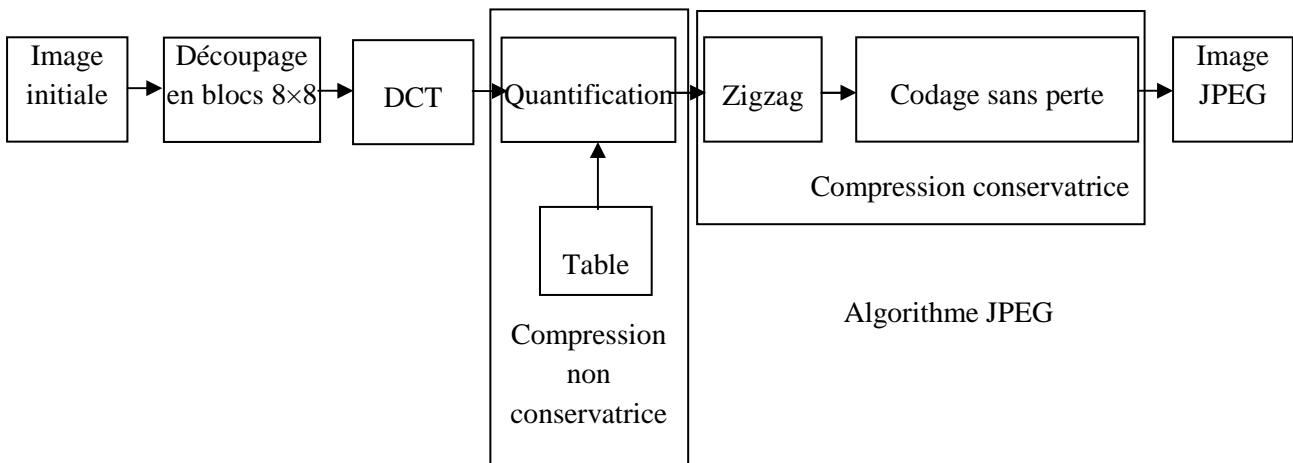 Image
initiale
Découpage
en blocs 8×8
DCT
Quantification
Zigzag
Codage sans perte
Image
JPEG
Compression conservatrice
Table
Algorithme JPEG
Compression
non
conservatrice